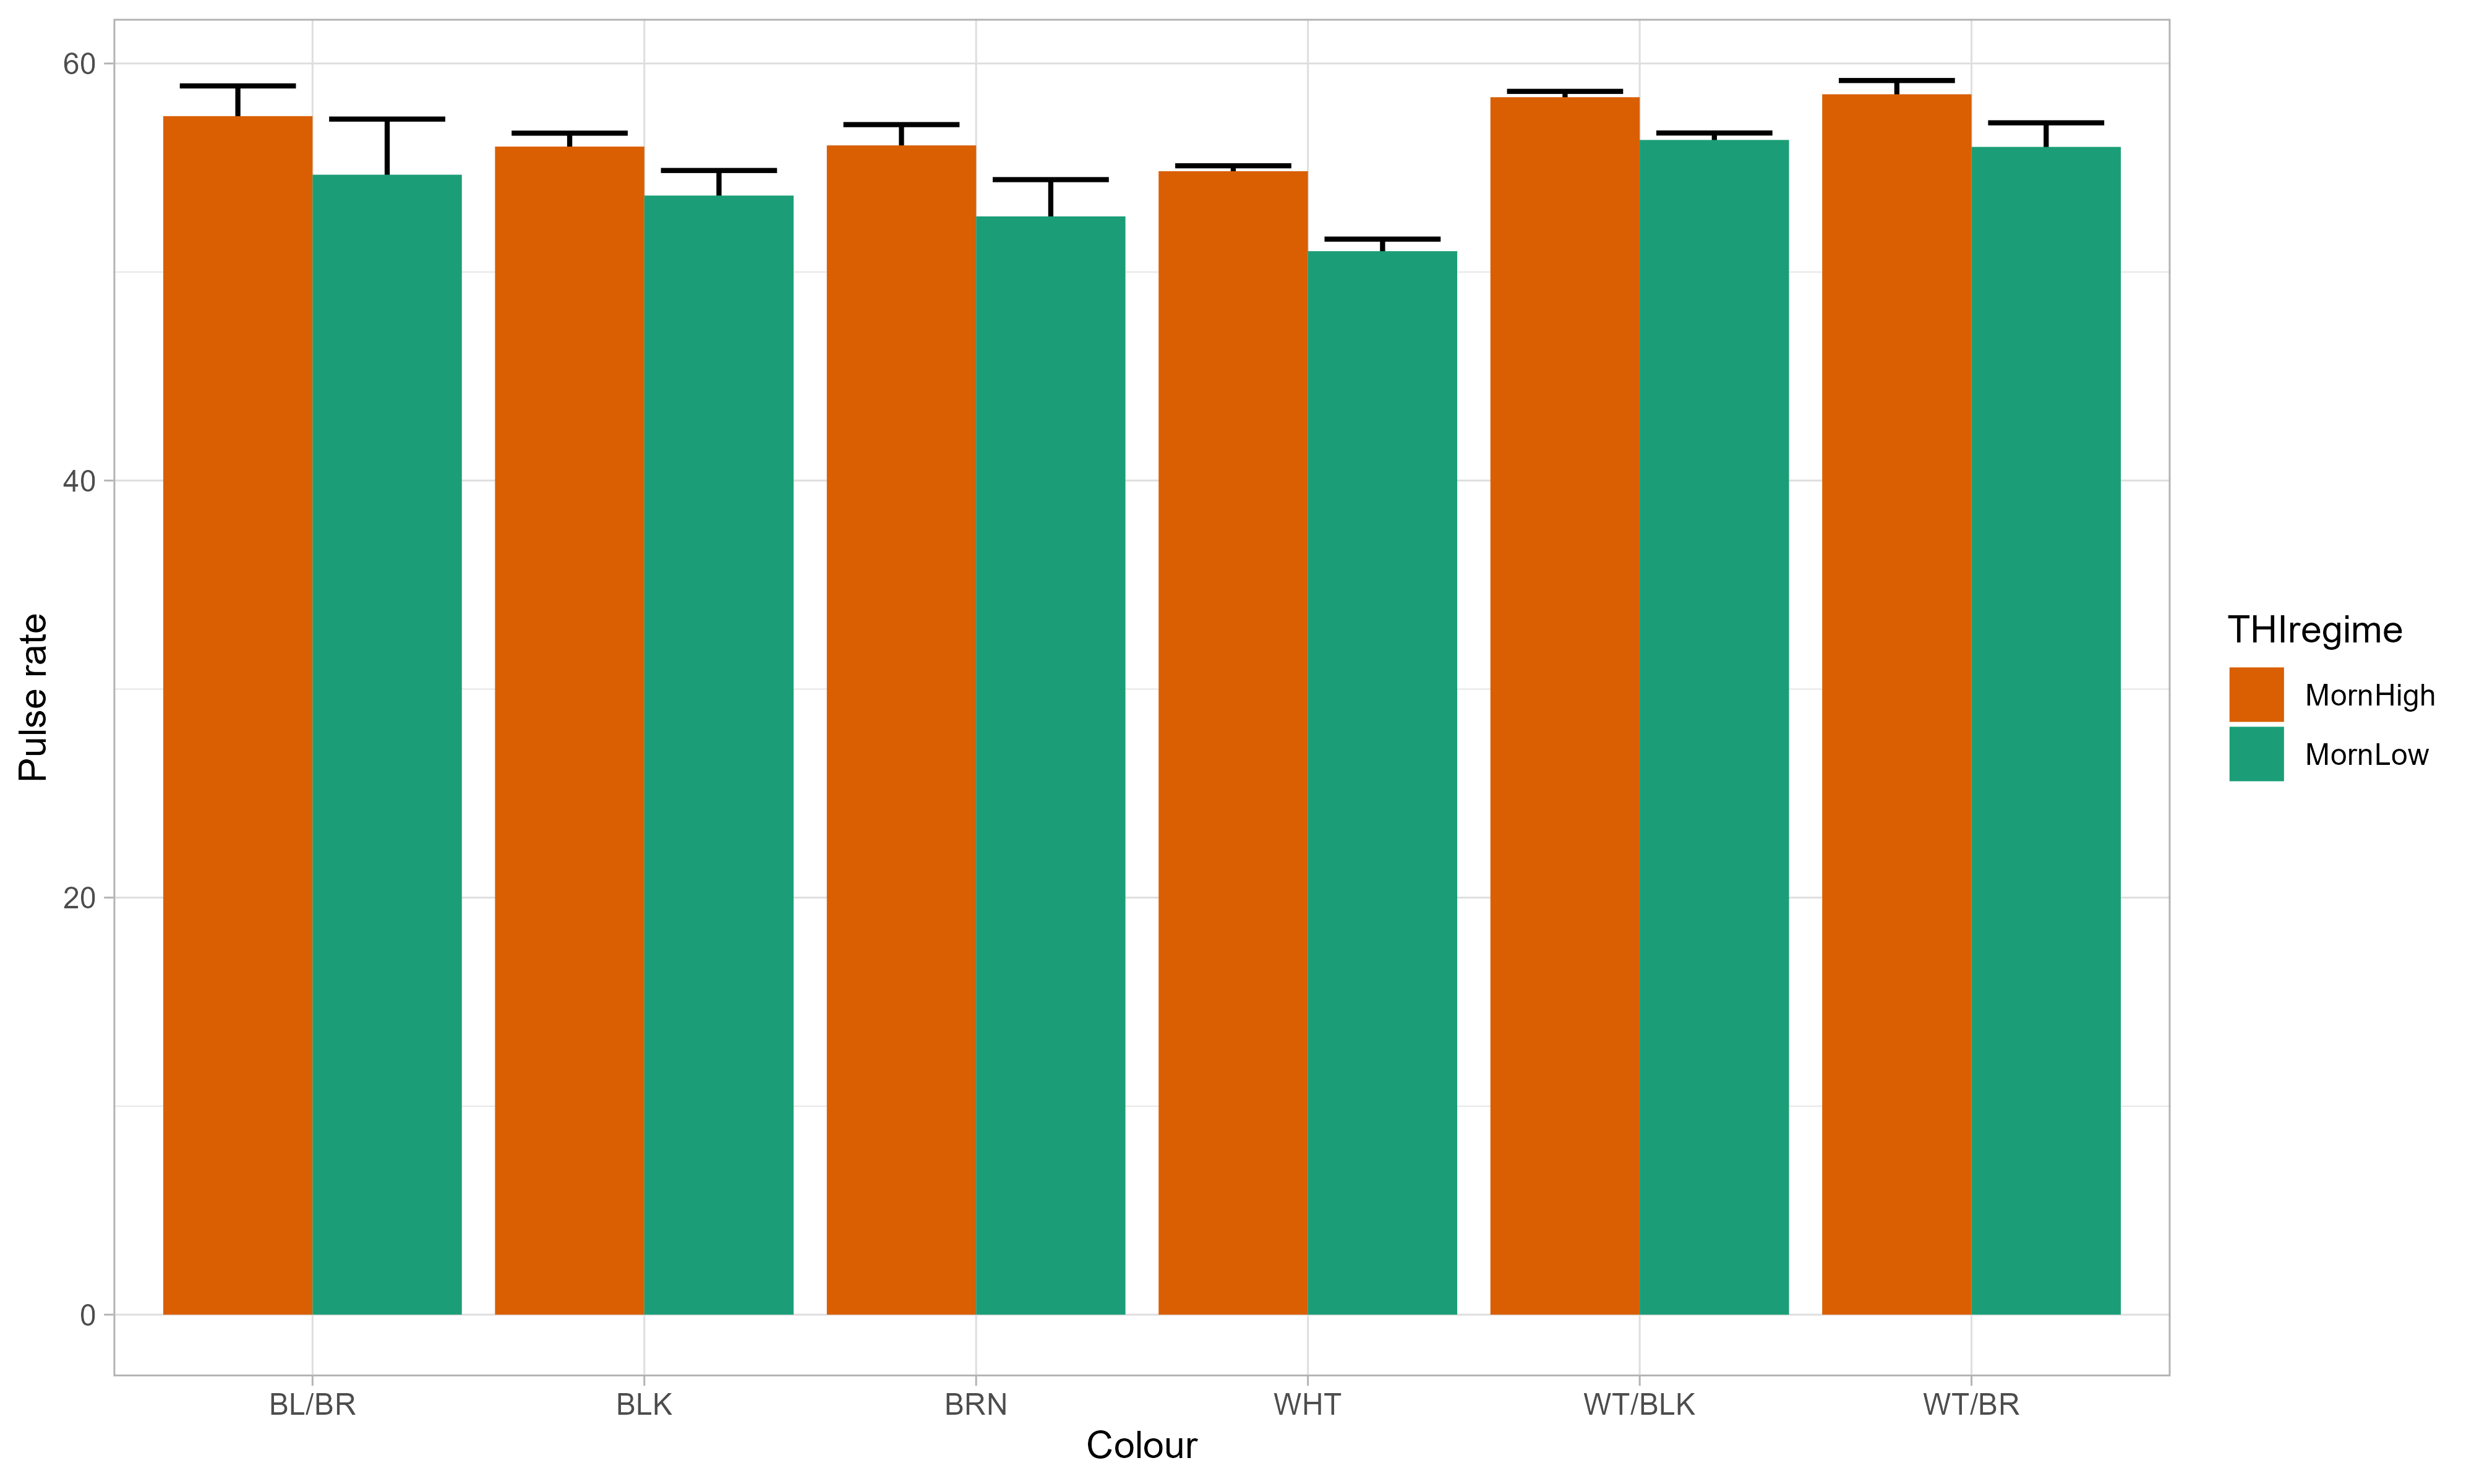 60
40
20
0
Pulse rate
BL/BR BLK BRN WHT WT/BLK WT/BR
Colour
THIregime
MornHigh
MornLow